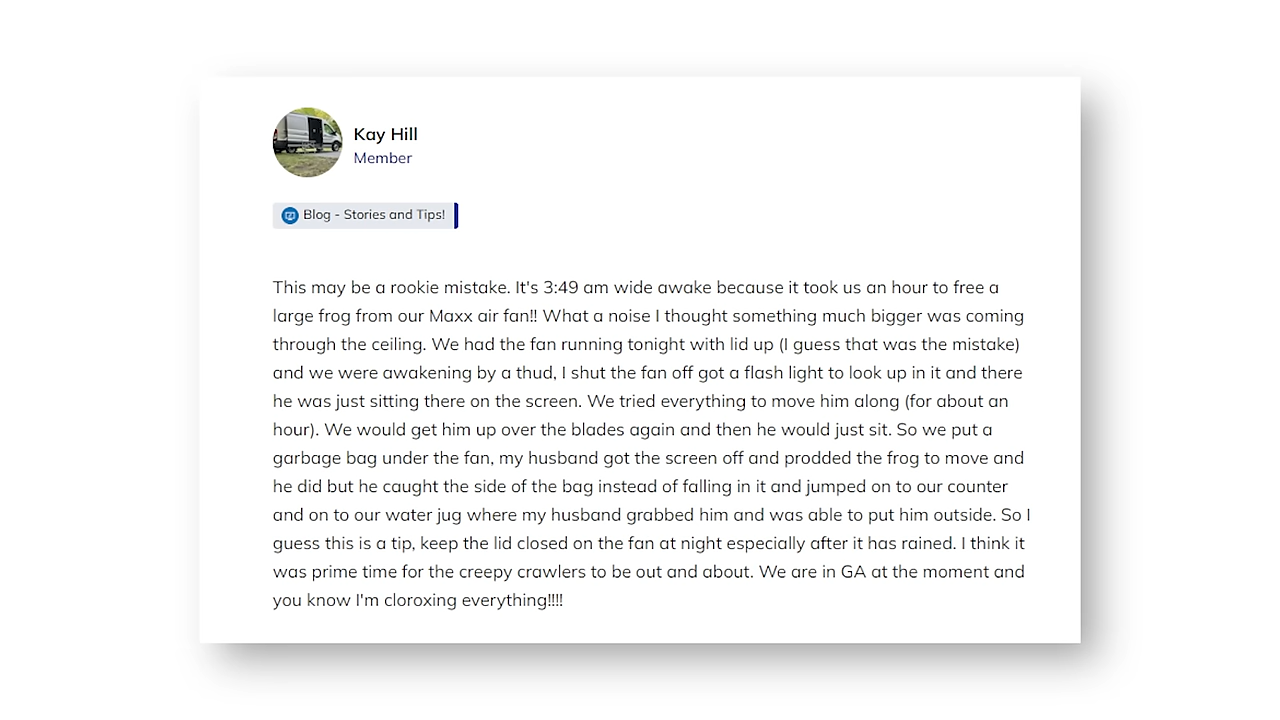 Kay Hill
Member
Blog - Stories and Tips!
This may be a rookie mistake. It's 3:49 am wide awake because it took us an hour to free a
large frog from our Maxx air fan!! What a noise I thought something much bigger was coming
through the ceiling. We had the fan running tonight with lid up (I guess that was the mistake)
and we were awakening by a thud, I shut the fan off got a flash light to look up in it and there
he was just sitting there on the screen. We tried everything to move him along (for about an
hour). We would get him up over the blades again and then he would just sit. So we put a
garbage bag under the fan, my husband got the screen off and prodded the frog to move and
he did but he caught the side of the bag instead of falling in it and jumped on to our counter
and on to our water jug where my husband grabbed him and was able to put him outside. So I
guess this is a tip, keep the lid closed on the fan at night especially after it has rained. I think it
was prime time for the creepy crawlers to be out and about. We are in GA at the moment and
you know I'm cloroxing everything!!!!